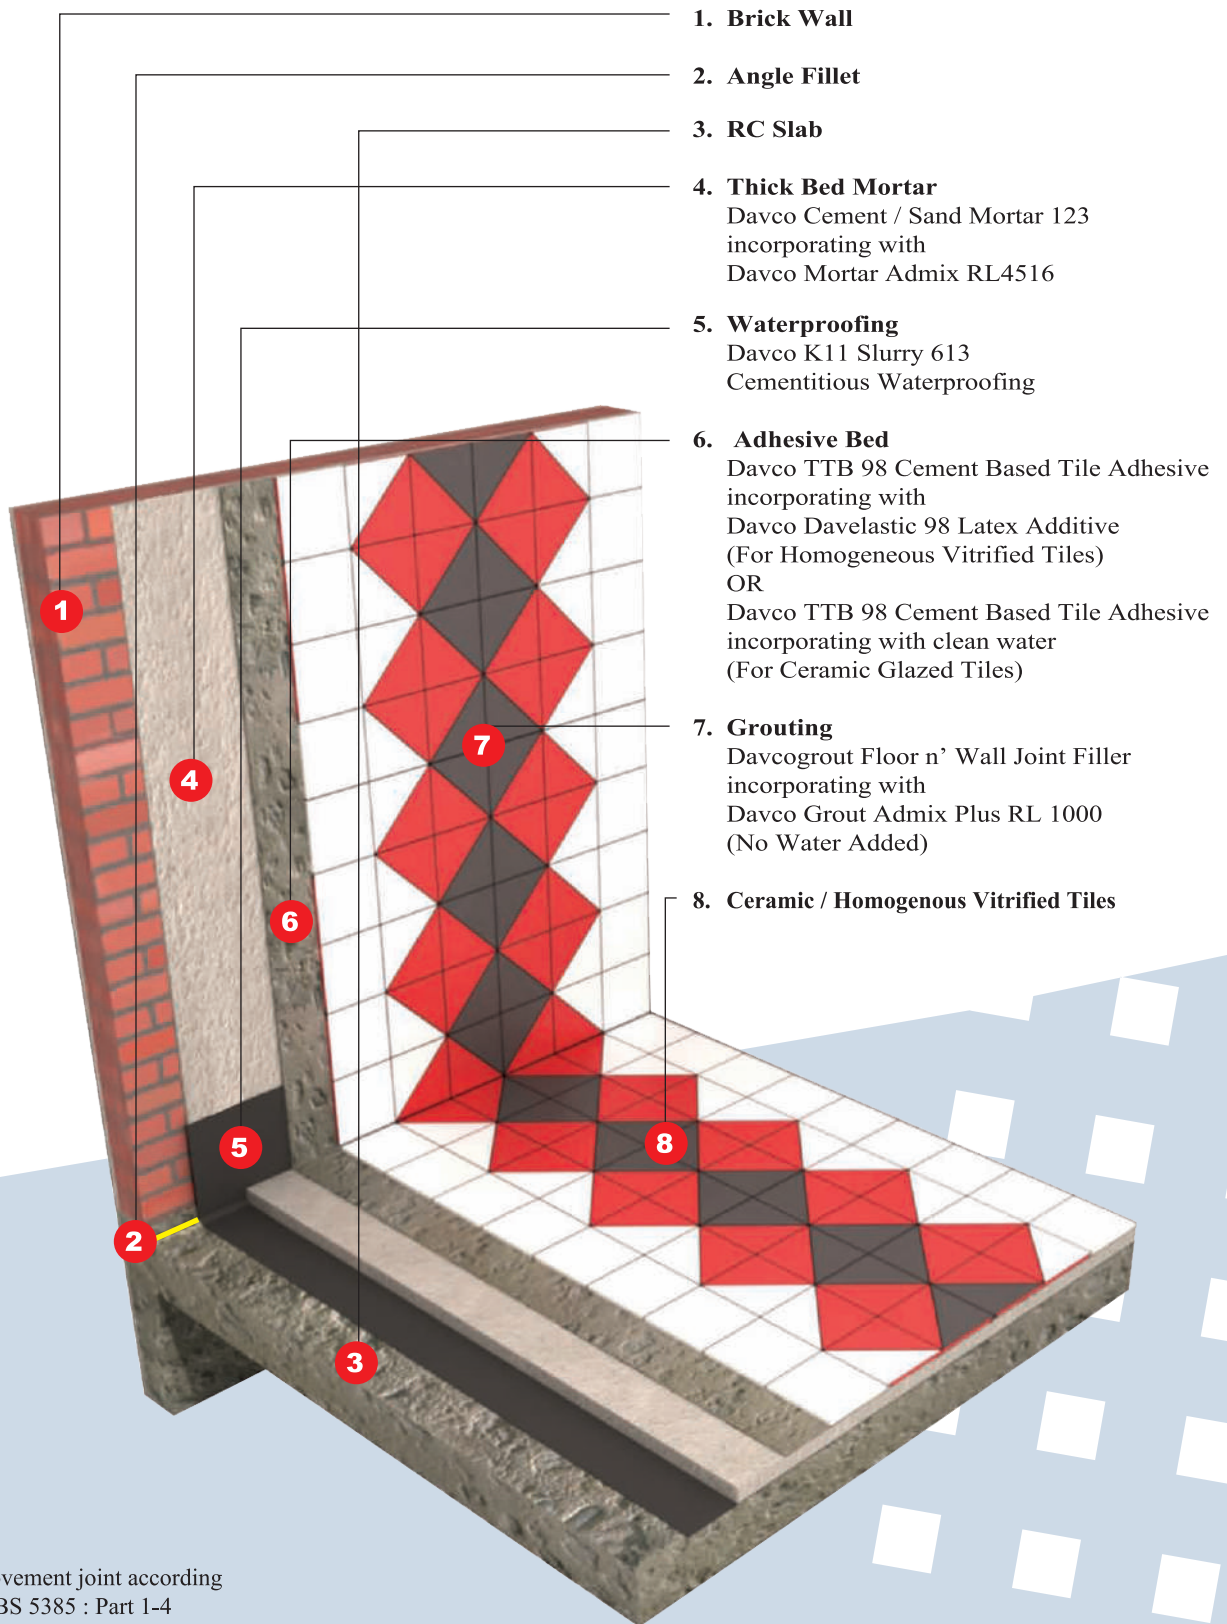 1. Brick Wall
2. Angle Fillet
3. RC Slab
4. Thick Bed Mortar
Davco Cement / Sand Mortar 123
incorporating with
Davco Mortar Admix RL4516
5. Waterproofing
Davco K11 Slurry 613
Cementitious Waterproofing
6. Adhesive Bed
Davco TTB 98 Cement Based Tile Adhesive
incorporating with
Davco Davelastic 98 Latex Additive
(For Homogeneous Vitrified Tiles)
OR
Davco TTB 98 Cement Based Tile Adhesive
incorporating with clean water
(For Ceramic Glazed Tiles)
7. Grouting
Davcogrout Floor n’ Wall Joint Filler
incorporating with
Davco Grout Admix Plus RL 1000
(No Water Added)
8. Ceramic / Homogenous Vitrified Tiles
1
7
4
6
5
8
2
3
vement joint according
BS 5385 : Part 1-4